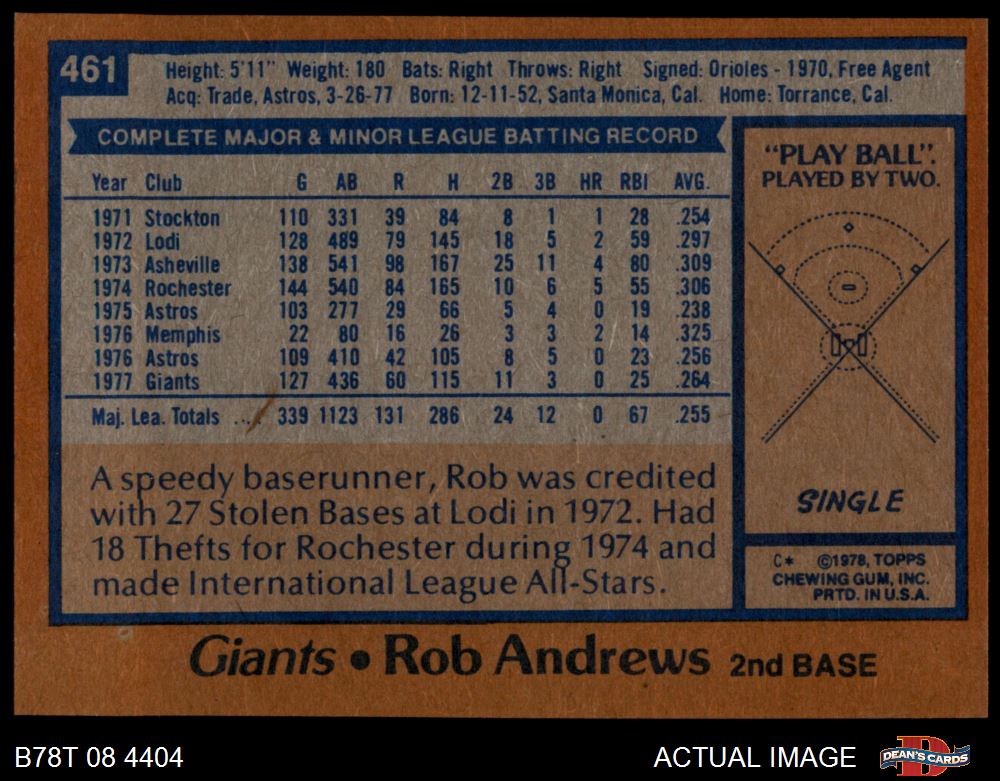 461
Height: 5'11" Weight: 180 Bats: Right Throws: Right Signed: Orioles - 1970, Free Agent
Acq: Trade, Astros, 3-26-77 Born: 12-11-52, Santa Monica, Cal. Home: Torrance, Cal.
COMPLETE MAJOR & MINOR LEAGUE BATTING RECORD
Year Club G AB R H 2B 3B HR RBI AVG.
1971 Stockton 110 331 39 84 8 1 1 28 .254
1972 Lodi 128 489 79 145 18 5 2 59 .297
1973 Asheville 138 541 98 167 25 11 4 80 .309
1974 Rochester 144 540 84 165 10 6 5 55 .306
1975 Astros 103 277 29 66 5 4 0 19 .238
1976 Memphis 22 80 16 26 3 3 2 14 .325
1976 Astros 109 410 42 105 8 5 0 23 .256
1977 Giants 127 436 60 115 11 3 0 25 .264
Maj. Lea. Totals ... 339 1123 131 286 24 12 0 67 .255
A speedy baserunner, Rob was credited
with 27 Stolen Bases at Lodi in 1972. Had
18 Thefts for Rochester during 1974 and
made International League All-Stars.
"PLAY BALL".
PLAYED BY TWO.
SINGLE
C* ©1978, TOPPS
CHEWING GUM, INC.
PRTD. IN U.S.A.
Giants • Rob Andrews 2nd BASE
B78T 08 4404
ACTUAL IMAGE
DEAN'S CARDS